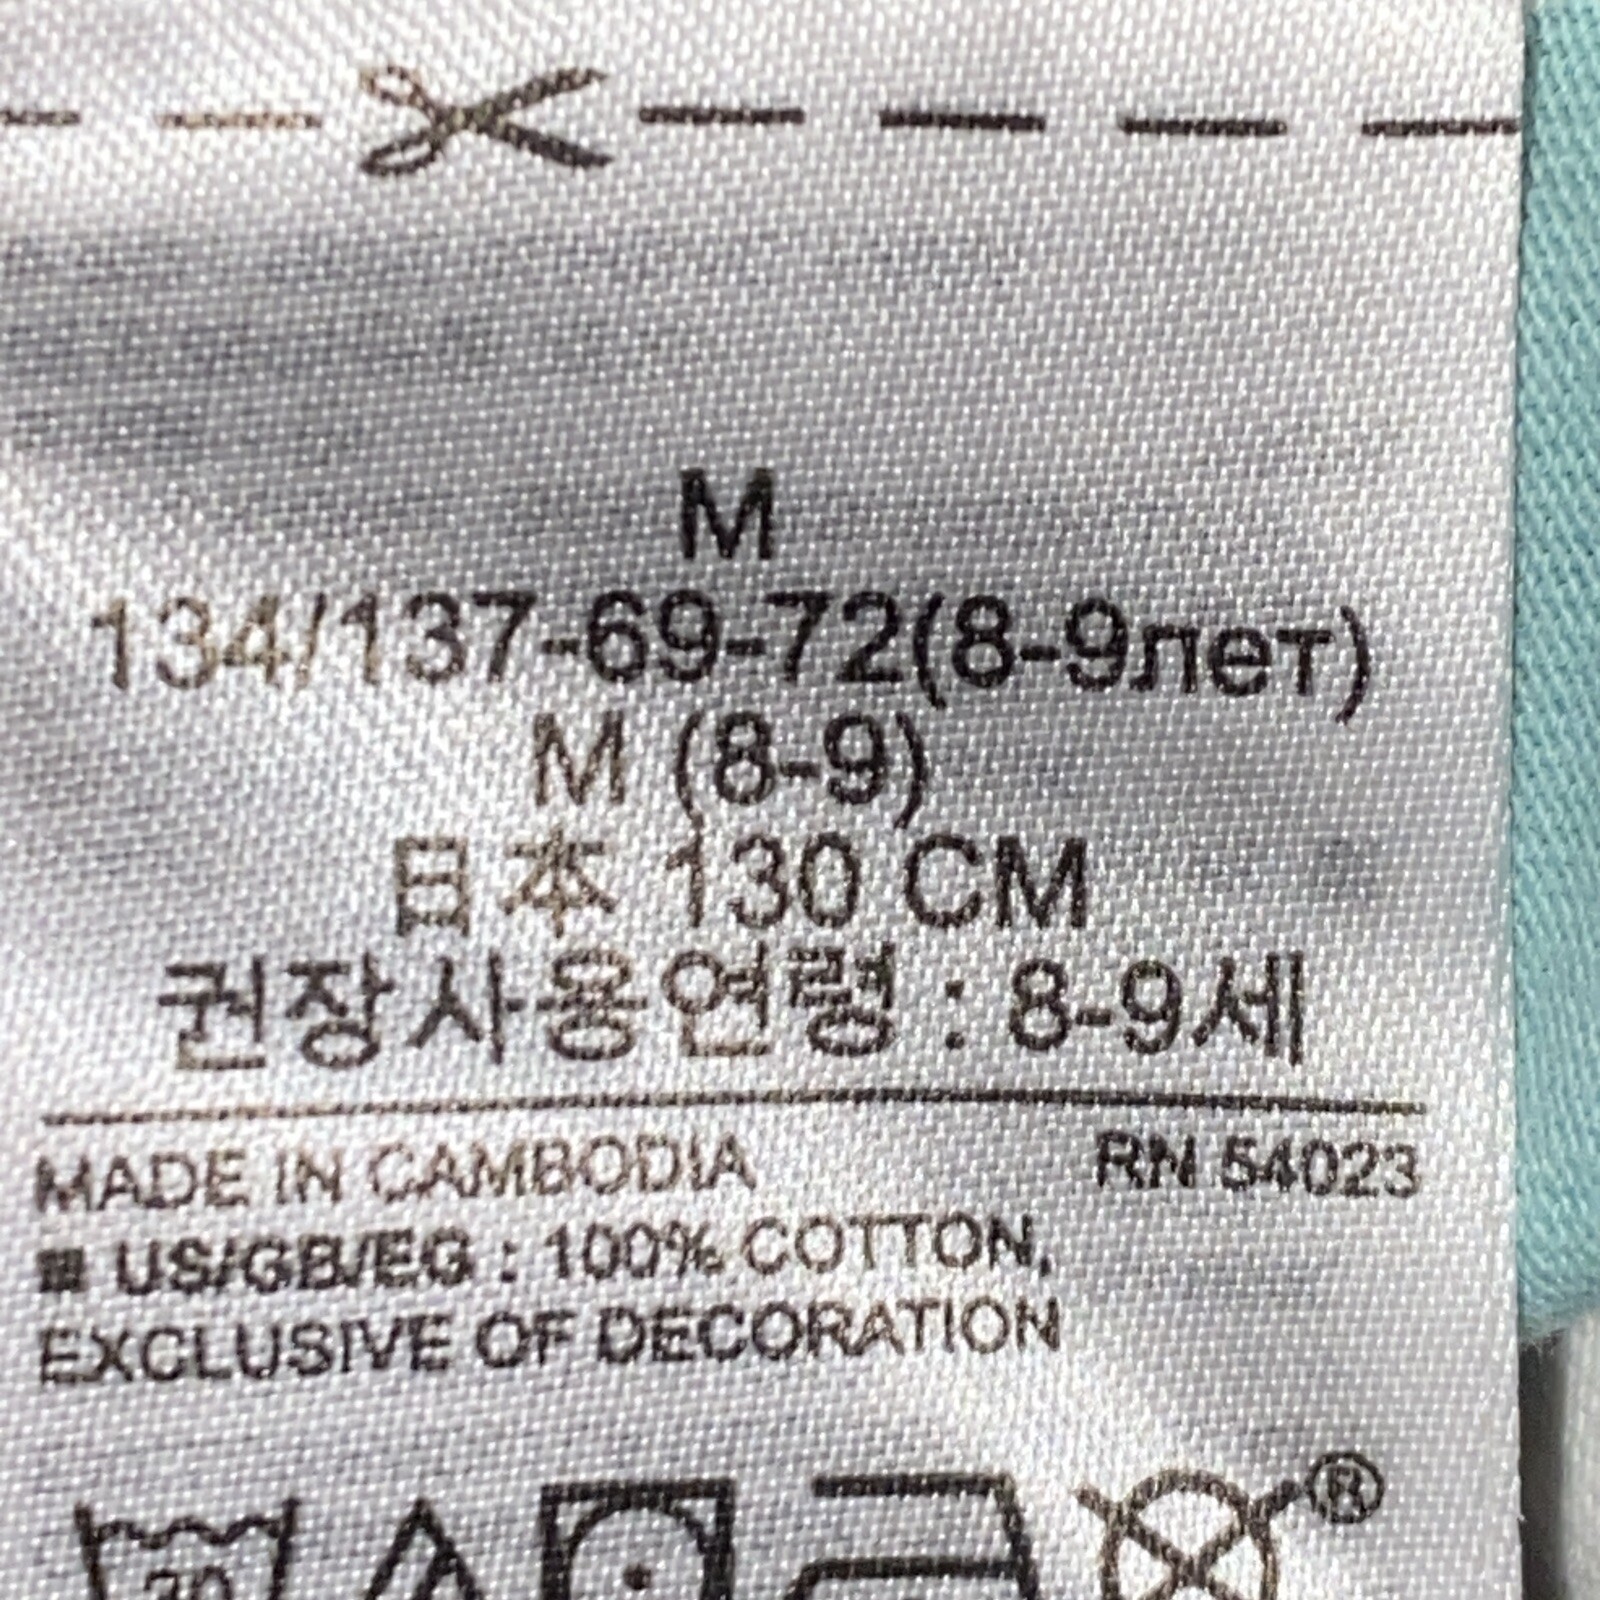 M
134/137-69-72(8-9лет)
M (8-9)
日本 130 CM
권장사용연령 : 8-9세
MADE IN CAMBODIA RN 54023
■ US/GB/EG : 100% COTTON,
EXCLUSIVE OF DECORATION
®